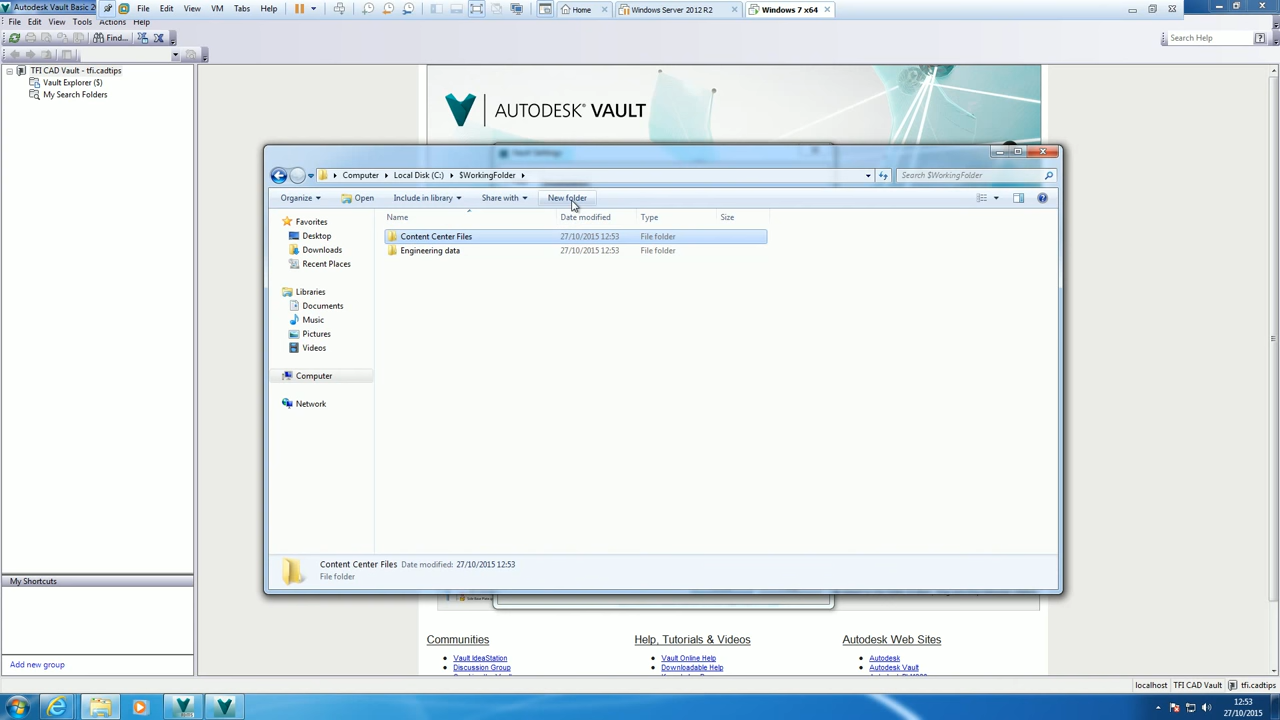 Autodesk Vault Basic 20
File Edit View VM Tabs Help
Home
Windows Server 2012 R2
Windows 7 x64
File Edit View Tools Actions Help
Find...
Search Help
TFI CAD Vault - tfi.cadtips
Vault Explorer ($)
My Search Folders
AUTODESK® VAULT
Vault Settings
Computer Local Disk (C:) $WorkingFolder
Search $WorkingFolder
Organize Open Include in library Share with New folder
Name Date modified Type Size
Favorites
Desktop
Downloads
Recent Places
Libraries
Documents
Music
Pictures
Videos
Computer
Network
Content Center Files 27/10/2015 12:53 File folder
Engineering data 27/10/2015 12:53 File folder
Content Center Files Date modified: 27/10/2015 12:53
File folder
My Shortcuts
Add new group
Communities
Vault IdeaStation
Discussion Group
Help, Tutorials & Videos
Vault Online Help
Downloadable Help
Autodesk Web Sites
Autodesk
Autodesk Vault
localhost TFI CAD Vault tfi.cadtips
12:53
27/10/2015